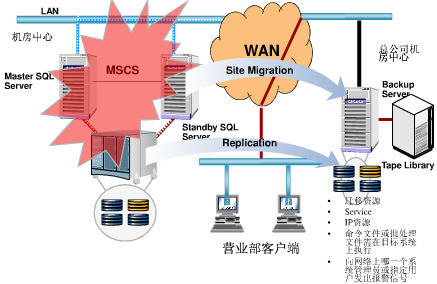 LAN
机房中心
WAN
总公司机
房中心
MSCS
Master SQL
Server
Site Migration
Backup
Server
Standby SQL
Server
Replication
Tape Library
营业部客户端
• 迁移资源
• Service
• IP资源
• 命令文件或批处理
文件需在目标系统
上执行
• 向网络上哪一个系
统管理员或指定用
户发出报警信号